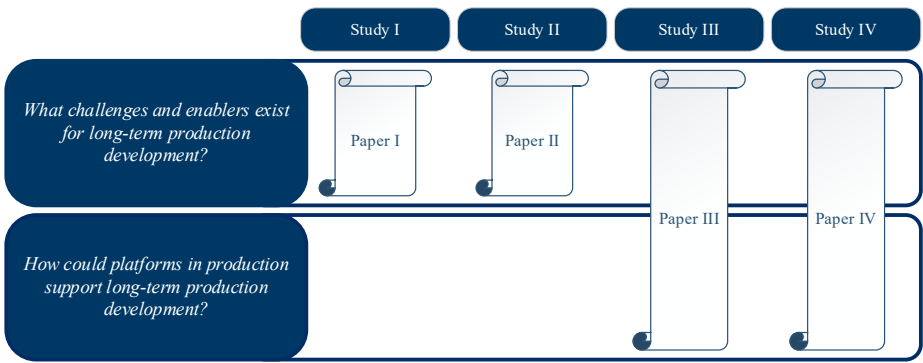 Study I
Study II
Study III
Study IV
What challenges and enablers exist
for long-term production
development?
Paper I
Paper II
Paper III
Paper IV
How could platforms in production
support long-term production
development?